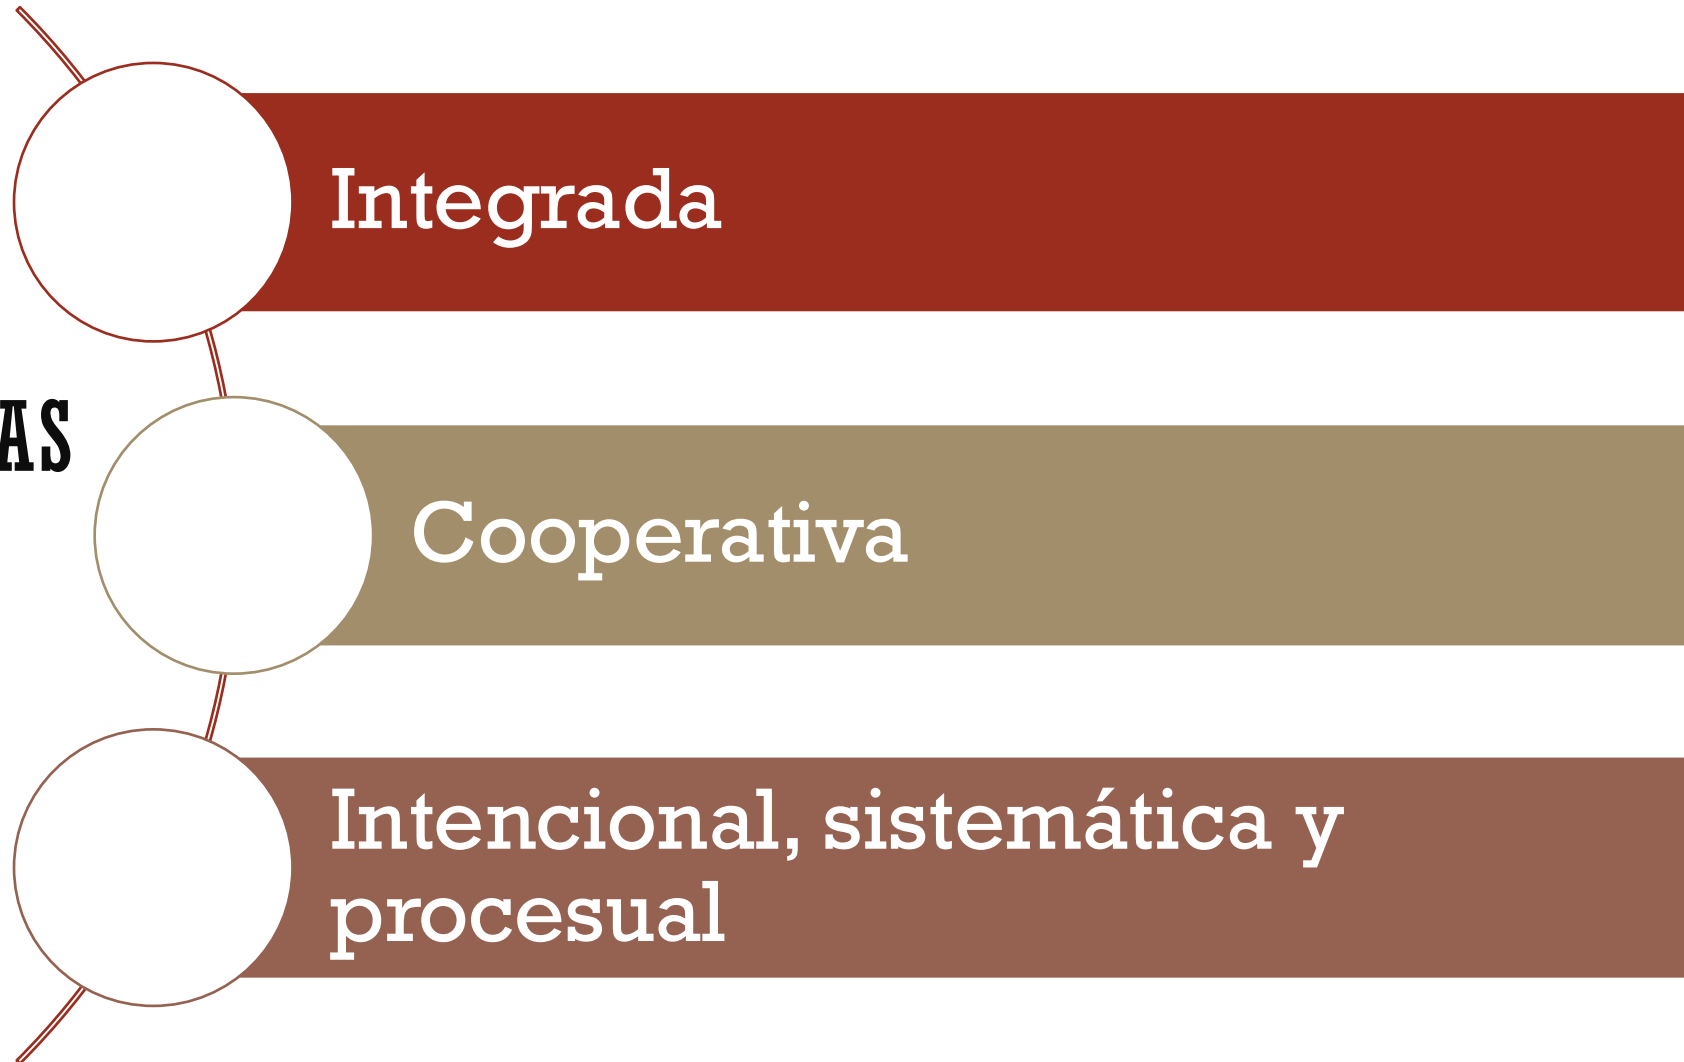 Integrada
AS
Cooperativa
Intencional, sistemática y
procesual